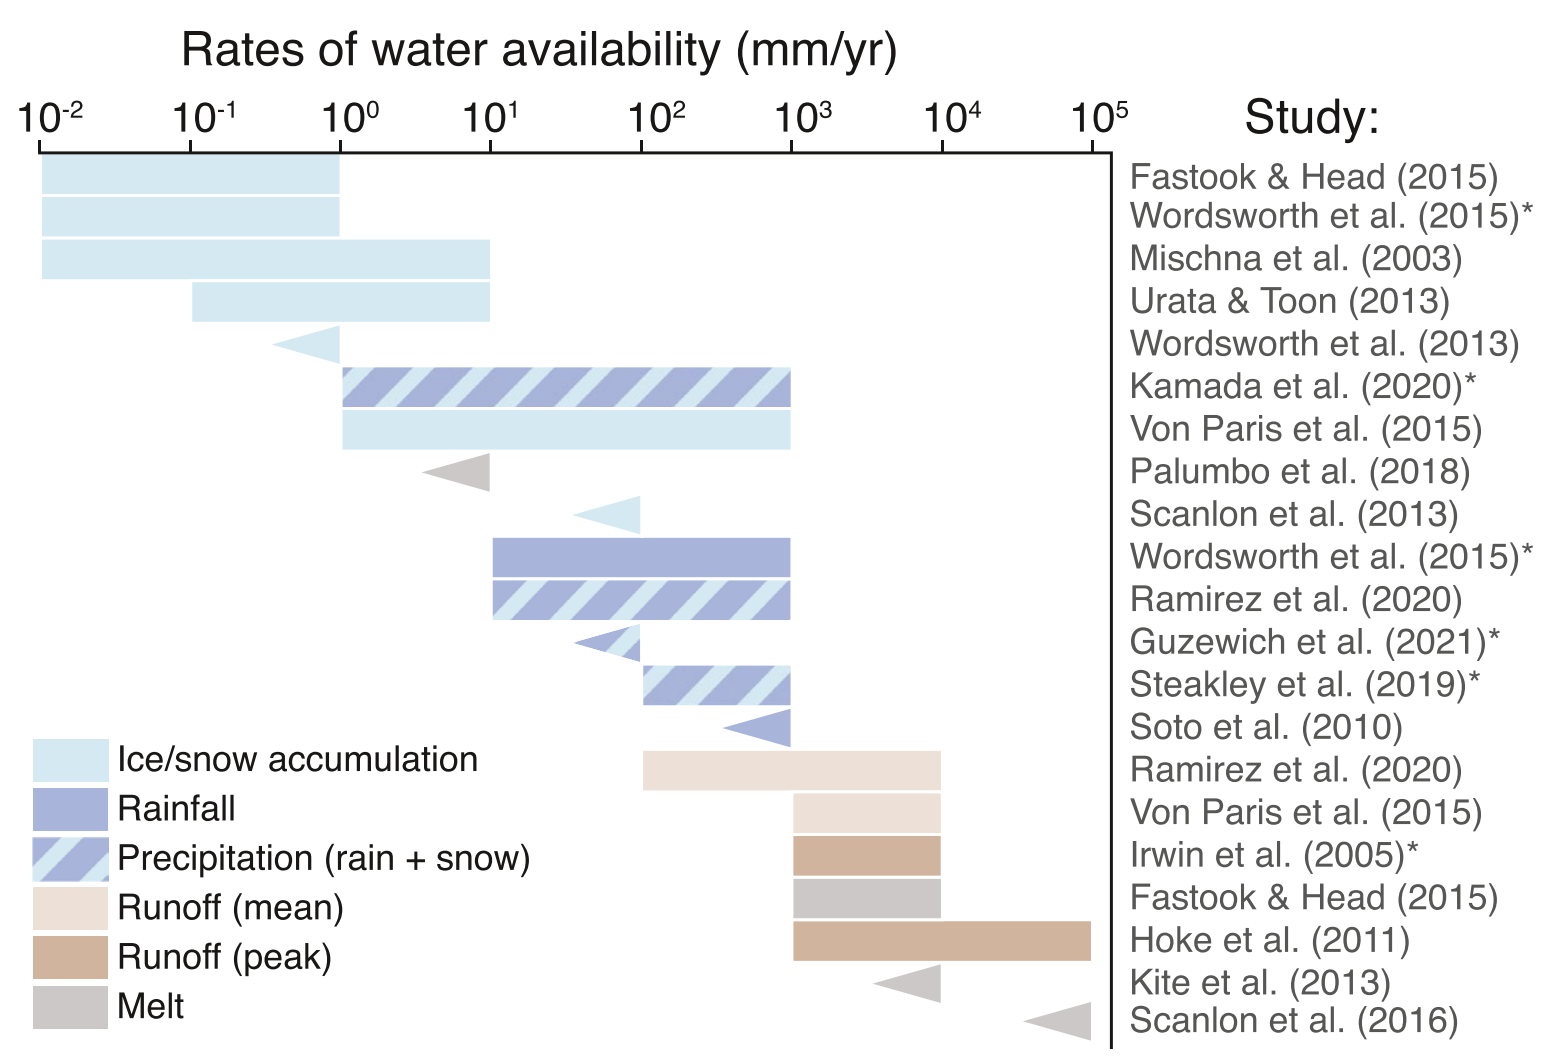 Rates of water availability (mm/yr)
10⁻² 10⁻¹ 10⁰ 10¹ 10² 10³ 10⁴ 10⁵ Study:
Fastook & Head (2015)
Wordsworth et al. (2015)*
Mischna et al. (2003)
Urata & Toon (2013)
Wordsworth et al. (2013)
Kamada et al. (2020)*
Von Paris et al. (2015)
Palumbo et al. (2018)
Scanlon et al. (2013)
Wordsworth et al. (2015)*
Ramirez et al. (2020)
Guzewich et al. (2021)*
Steakley et al. (2019)*
Soto et al. (2010)
Ramirez et al. (2020)
Von Paris et al. (2015)
Irwin et al. (2005)*
Fastook & Head (2015)
Hoke et al. (2011)
Kite et al. (2013)
Scanlon et al. (2016)
Ice/snow accumulation
Rainfall
Precipitation (rain + snow)
Runoff (mean)
Runoff (peak)
Melt